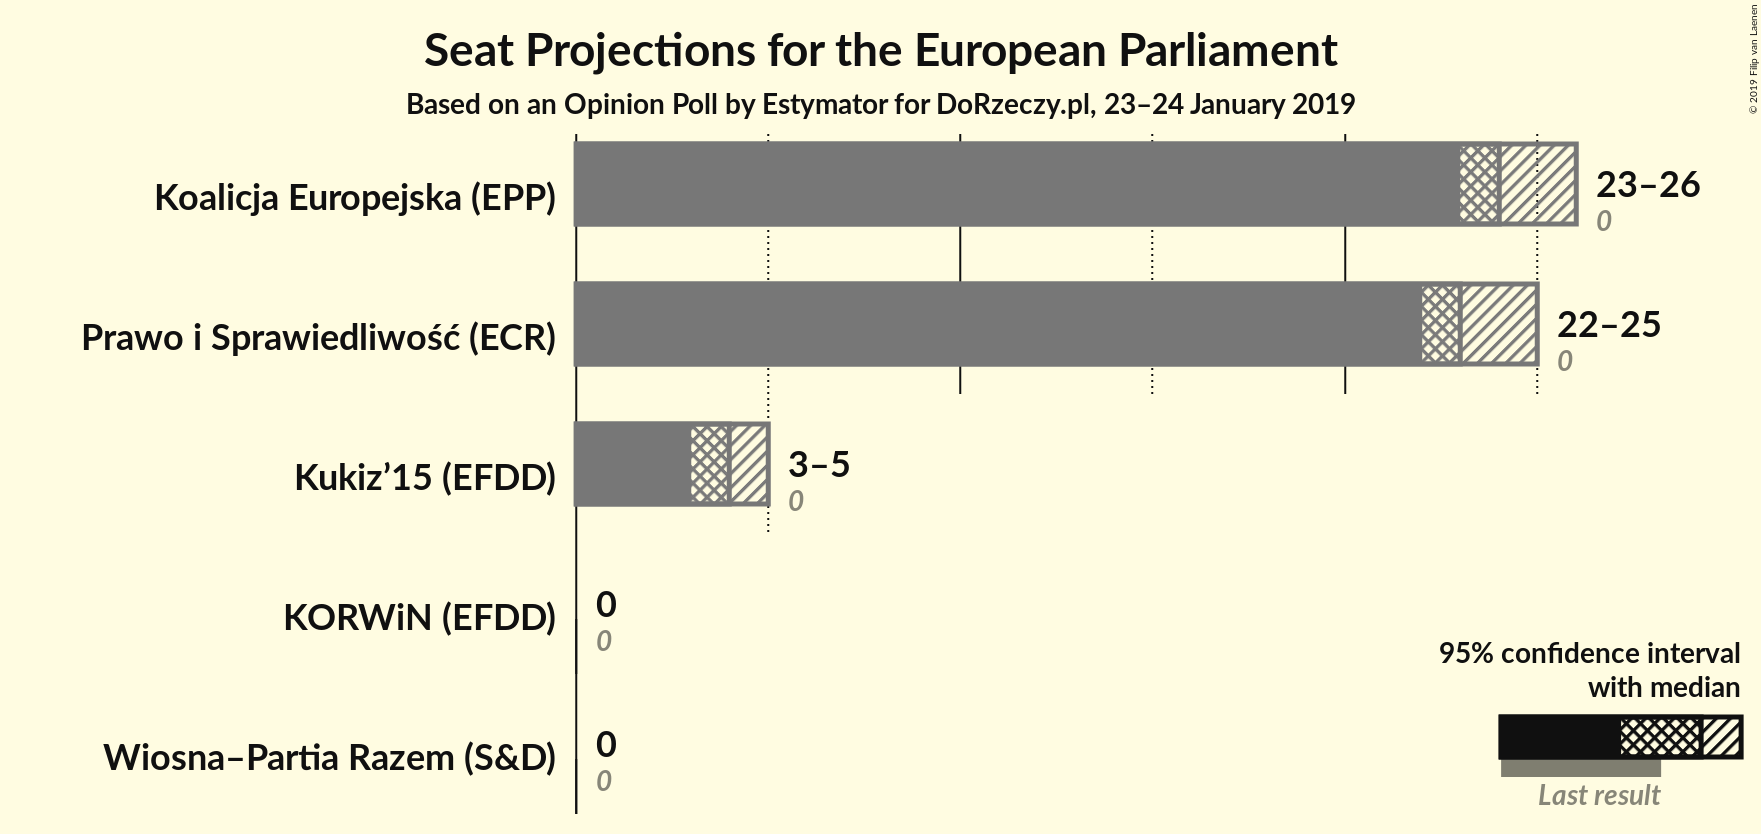 Seat Projections for the European Parliament
Based on an Opinion Poll by Estymator for DoRzeczy.pl, 23–24 January 2019
© 2019 Filip van Laenen
Koalicja Europejska (EPP)
23–26
0
Prawo i Sprawiedliwość (ECR)
22–25
0
Kukiz’15 (EFDD)
3–5
0
KORWiN (EFDD)
0
0
Wiosna–Partia Razem (S&D)
0
0
95% confidence interval
with median
Last result